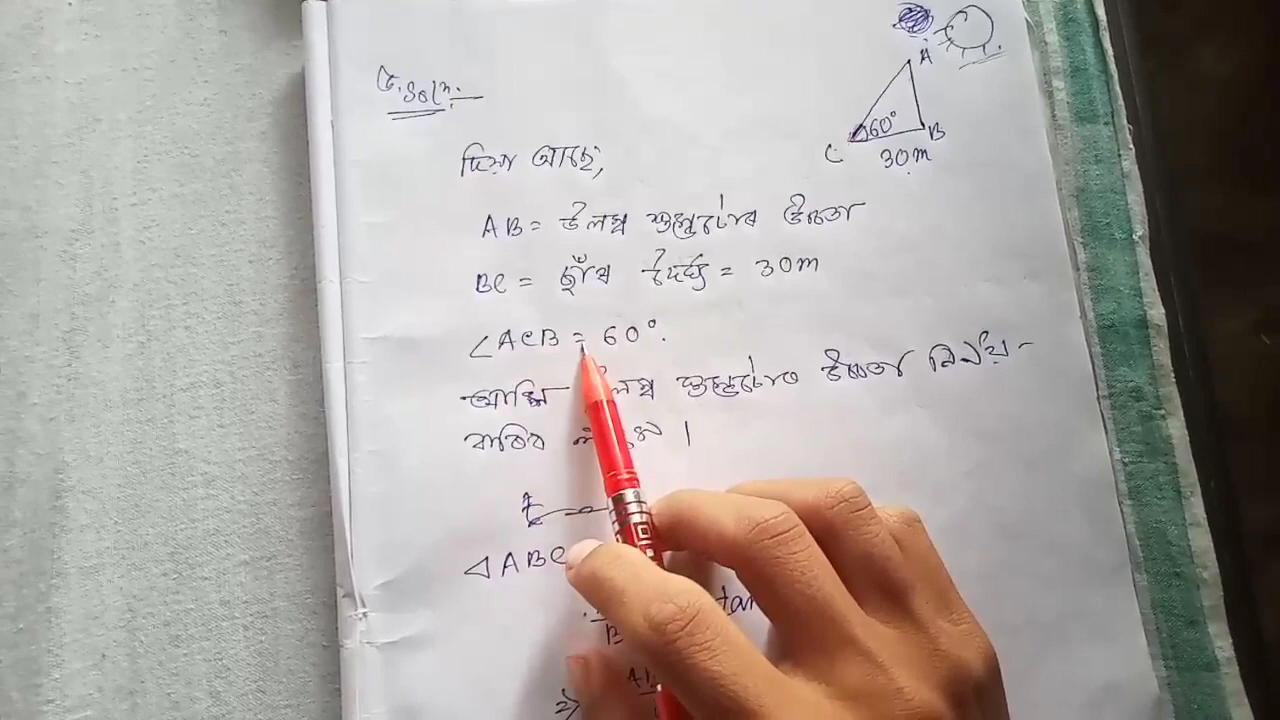 Soln:-
A
60°
C
B
30m
দিয়া আছে,
AB = উলম্ব স্তম্ভটোৰ উচ্চতা
BC = ছাঁৰ দৈৰ্ঘ্য = 30m
∠ACB = 60°.
আমি স্তম্ভটোৰ উচ্চতা নিৰ্ণয়-
কৰিব
△ABC
tan